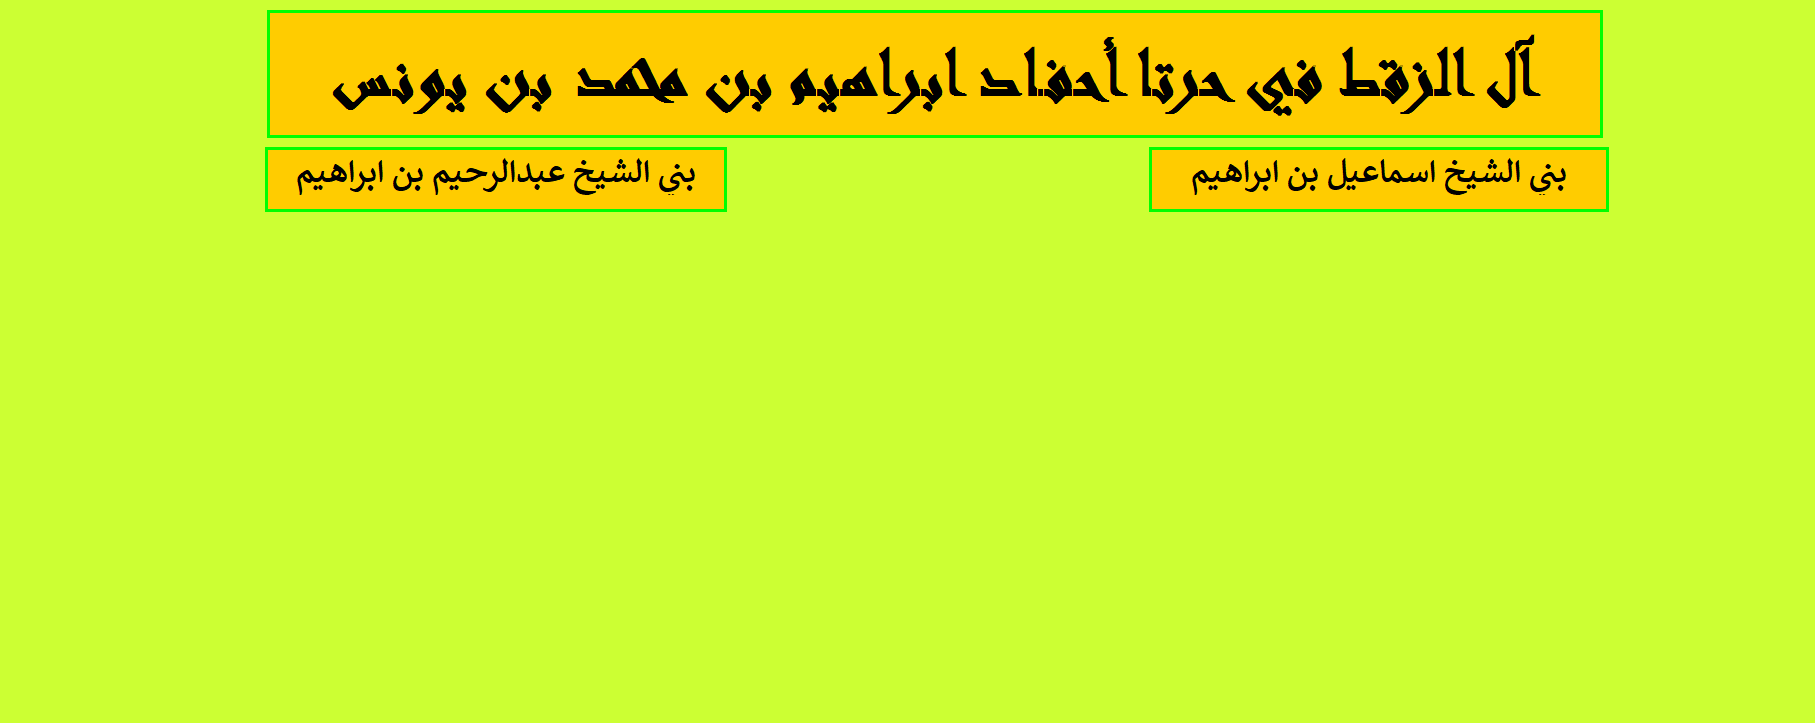 آل الزقط في حرتا أحفاد ابراهيم بن محمد بن يونس
بني الشيخ اسماعيل بن ابراهيم
بني الشيخ عبدالرحيم بن ابراهيم